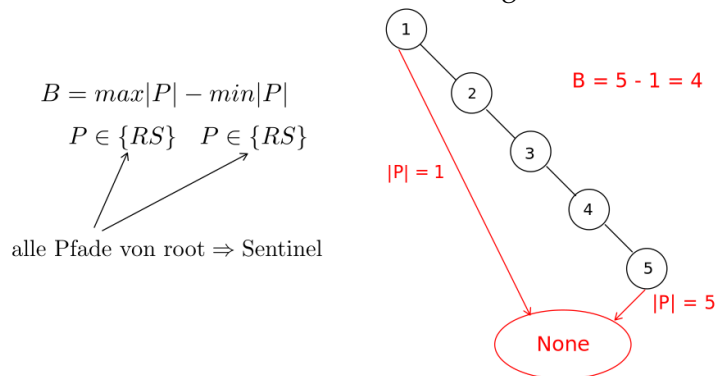 B = max|P| − min|P|
P ∈ {RS} P ∈ {RS}
alle Pfade von root ⇒ Sentinel
1
2
3
4
5
B = 5 - 1 = 4
|P| = 1
|P| = 5
None